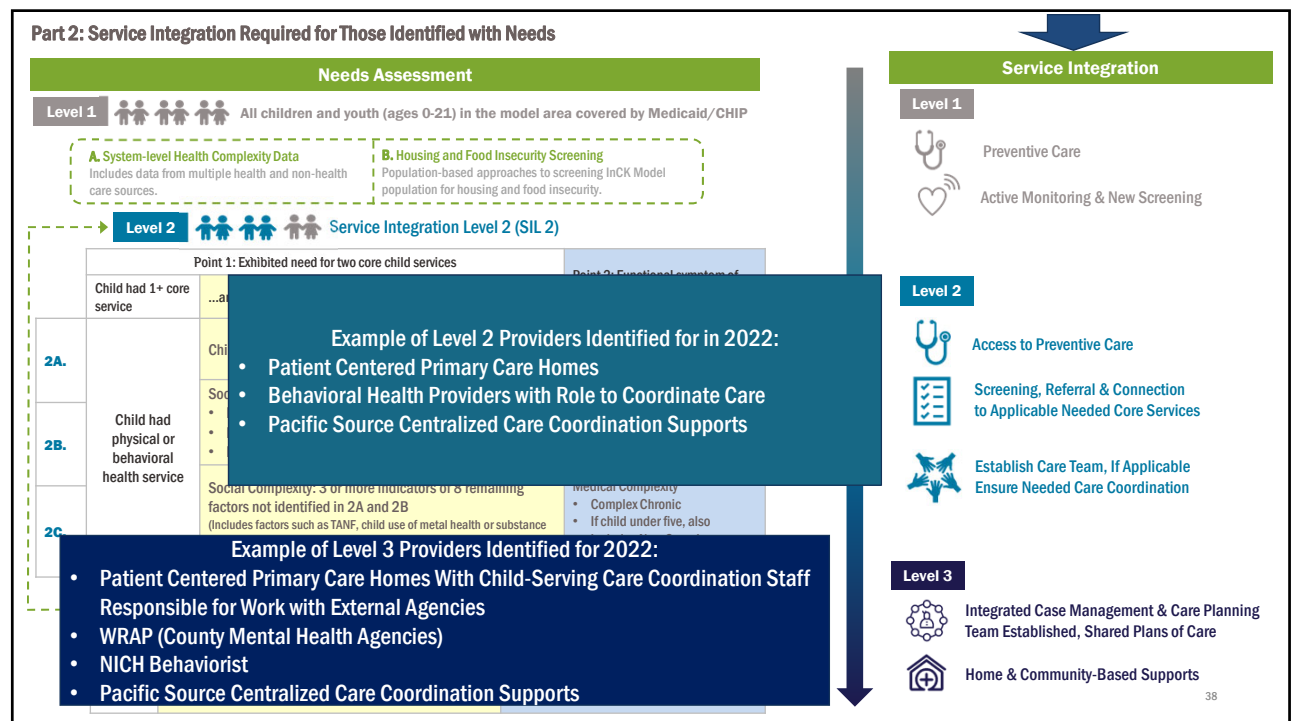 Part 2: Service Integration Required for Those Identified with Needs
Needs Assessment
Level 1
All children and youth (ages 0-21) in the model area covered by Medicaid/CHIP
A. System-level Health Complexity Data
Includes data from multiple health and non-health
care sources.
B. Housing and Food Insecurity Screening
Population-based approaches to screening InCK Model
population for housing and food insecurity.
Level 2
Service Integration Level 2 (SIL 2)
Point 1: Exhibited need for two core child services
Child had 1+ core
service
2A.
2B.
2C.
Child had
physical or
behavioral
health service
Social Complexity: 3 or more indicators of 8 remaining
factors not identified in 2A and 2B
(Includes factors such as TANF, child use of metal health or substance
Medical Complexity
• Complex Chronic
• If child under five, also
Example of Level 2 Providers Identified for in 2022:
• Patient Centered Primary Care Homes
• Behavioral Health Providers with Role to Coordinate Care
• Pacific Source Centralized Care Coordination Supports
Example of Level 3 Providers Identified for 2022:
• Patient Centered Primary Care Homes With Child-Serving Care Coordination Staff
Responsible for Work with External Agencies
• WRAP (County Mental Health Agencies)
• NICH Behaviorist
• Pacific Source Centralized Care Coordination Supports
Service Integration
Level 1
Preventive Care
Active Monitoring & New Screening
Level 2
Access to Preventive Care
Screening, Referral & Connection
to Applicable Needed Core Services
Establish Care Team, If Applicable
Ensure Needed Care Coordination
Level 3
Integrated Case Management & Care Planning
Team Established, Shared Plans of Care
Home & Community-Based Supports
38